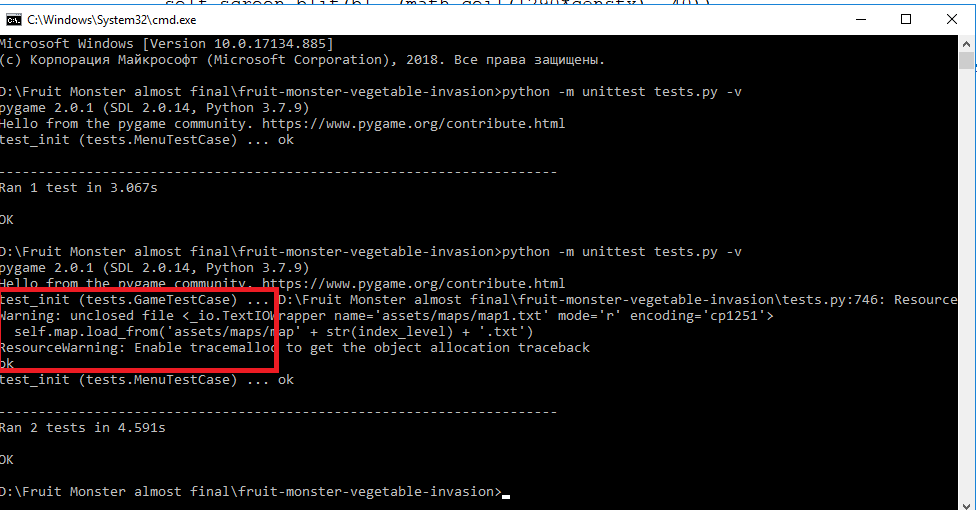 C:\Windows\System32\cmd.exe
Microsoft Windows [Version 10.0.17134.885]
(c) Корпорация Майкрософт (Microsoft Corporation), 2018. Все права защищены.
D:\Fruit Monster almost final\fruit-monster-vegetable-invasion>python -m unittest tests.py -v
pygame 2.0.1 (SDL 2.0.14, Python 3.7.9)
Hello from the pygame community. https://www.pygame.org/contribute.html
test_init (tests.MenuTestCase) ... ok
----------------------------------------------------------------------
Ran 1 test in 3.067s
OK
D:\Fruit Monster almost final\fruit-monster-vegetable-invasion>python -m unittest tests.py -v
pygame 2.0.1 (SDL 2.0.14, Python 3.7.9)
Hello from the pygame community. https://www.pygame.org/contribute.html
test_init (tests.GameTestCase) ... D:\Fruit Monster almost final\fruit-monster-vegetable-invasion\tests.py:746: Resource
Warning: unclosed file <_io.TextIOWrapper name='assets/maps/map1.txt' mode='r' encoding='cp1251'>
self.map.load_from('assets/maps/map' + str(index_level) + '.txt')
ResourceWarning: Enable tracemalloc to get the object allocation traceback
ok
test_init (tests.MenuTestCase) ... ok
----------------------------------------------------------------------
Ran 2 tests in 4.591s
OK
D:\Fruit Monster almost final\fruit-monster-vegetable-invasion>